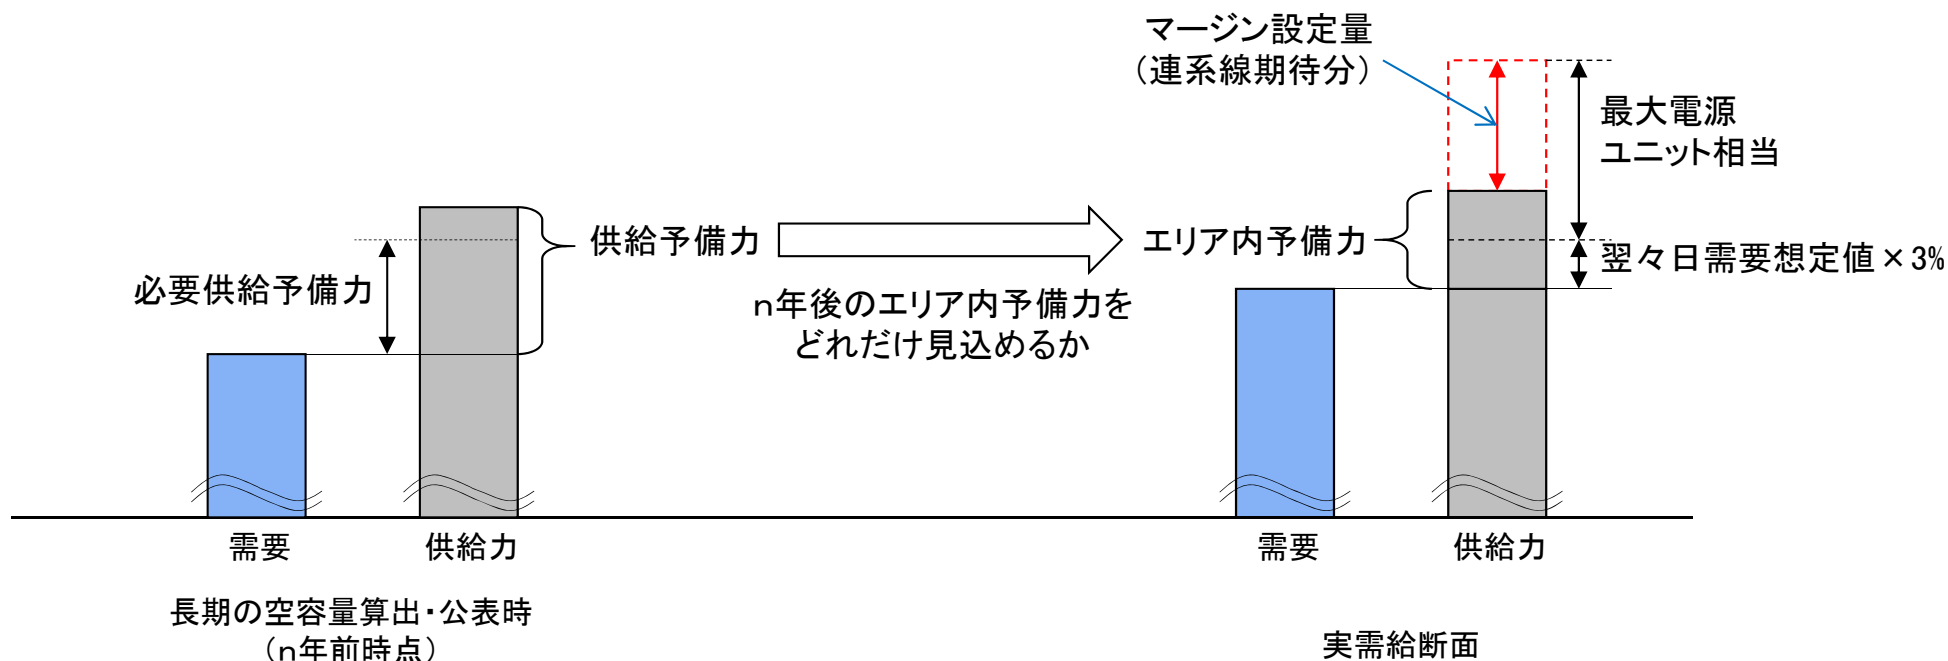 マージン設定量
（連系線期待分）
最大電源
ユニット相当
必要供給予備力
供給予備力
n年後のエリア内予備力を
どれだけ見込めるか
エリア内予備力
翌々日需要想定値×3%
需要
供給力
需要
供給力
長期の空容量算出・公表時
（n年前時点）
実需給断面